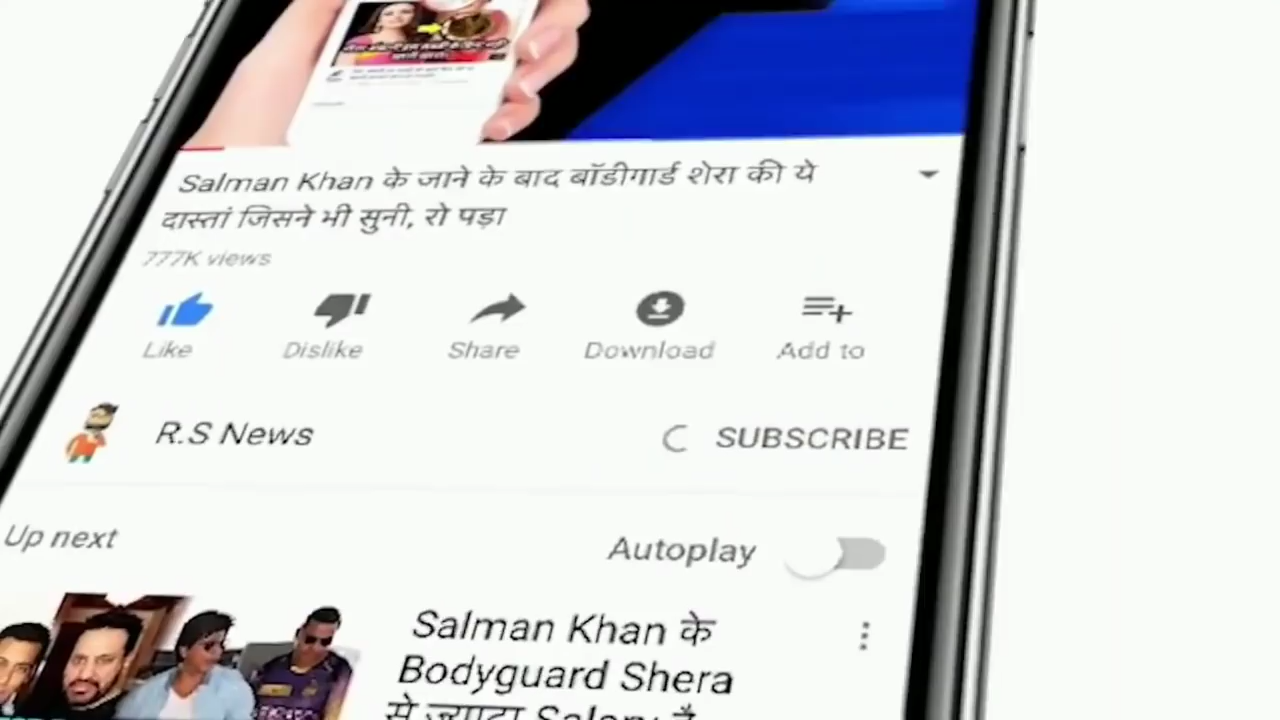 Salman Khan के जाने के बाद बॉडीगार्ड शेरा की ये
दास्तां जिसने भी सुनी, रो पड़ा
777K views
Like Dislike Share Download Add to
R.S News SUBSCRIBE
Up next Autoplay
Salman Khan के
Bodyguard Shera
से ज्यादा Salary है